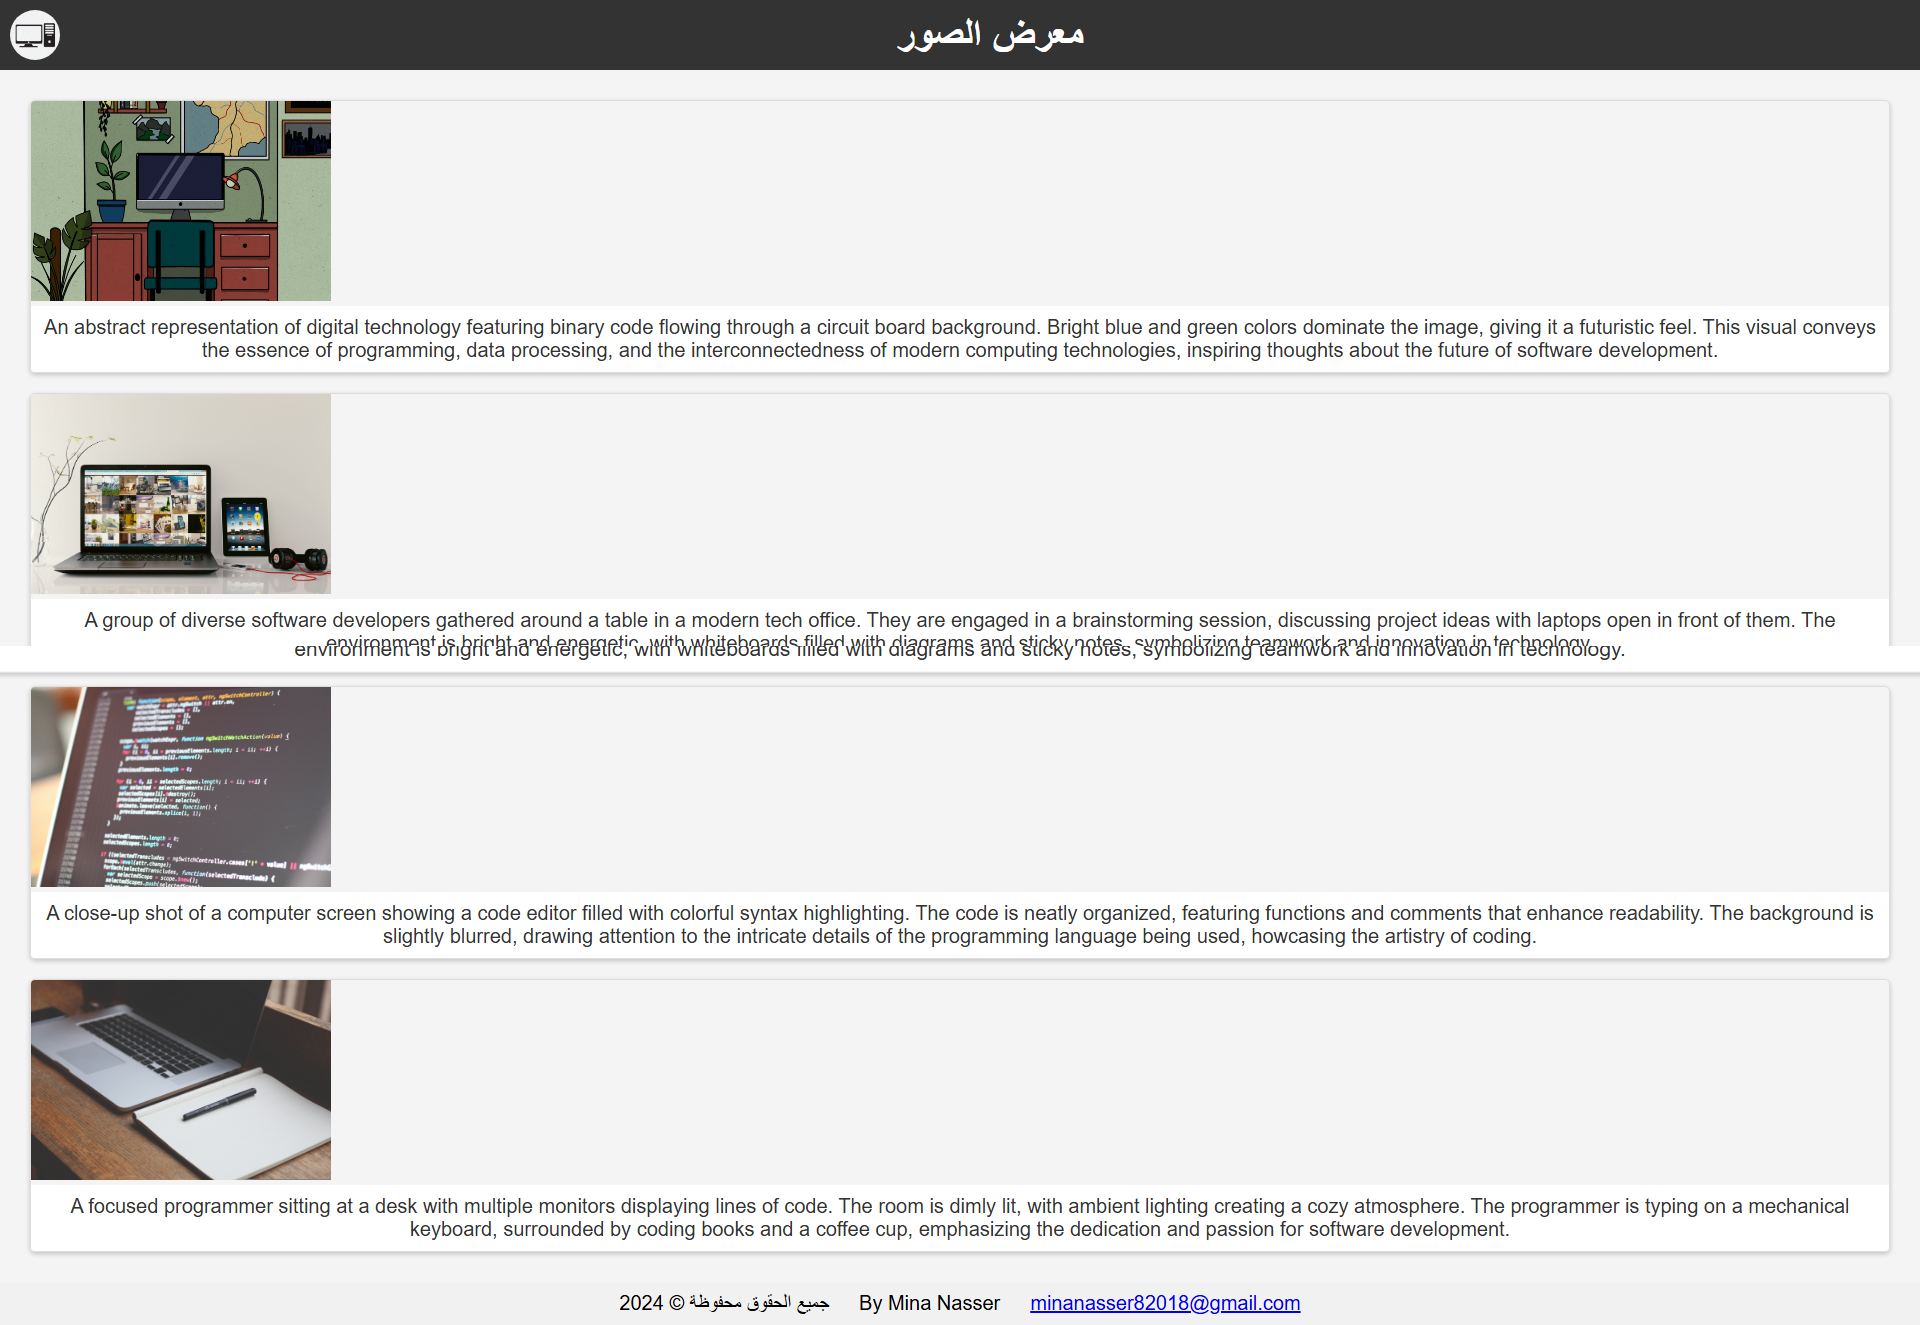 معرض الصور
An abstract representation of digital technology featuring binary code flowing through a circuit board background. Bright blue and green colors dominate the image, giving it a futuristic feel. This visual conveys
the essence of programming, data processing, and the interconnectedness of modern computing technologies, inspiring thoughts about the future of software development.
A group of diverse software developers gathered around a table in a modern tech office. They are engaged in a brainstorming session, discussing project ideas with laptops open in front of them. The
environment is bright and energetic, with whiteboards filled with diagrams and sticky notes, symbolizing teamwork and innovation in technology.
A close-up shot of a computer screen showing a code editor filled with colorful syntax highlighting. The code is neatly organized, featuring functions and comments that enhance readability. The background is
slightly blurred, drawing attention to the intricate details of the programming language being used, howcasing the artistry of coding.
A focused programmer sitting at a desk with multiple monitors displaying lines of code. The room is dimly lit, with ambient lighting creating a cozy atmosphere. The programmer is typing on a mechanical
keyboard, surrounded by coding books and a coffee cup, emphasizing the dedication and passion for software development.
جميع الحقوق محفوظة © 2024 By Mina Nasser minanasser82018@gmail.com